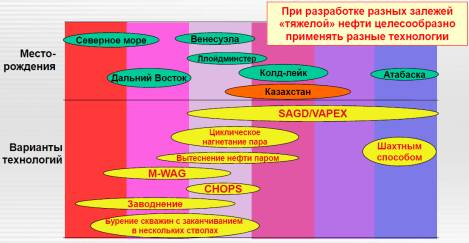 При разработке разных залежей
«тяжелой» нефти целесообразно
применять разные технологии
Место-
рождения
Северное море
Венесуэла
Ллойдминстер
Дальний Восток
Колд-лейк
Атабаска
Казахстан
Варианты
технологий
SAGD/VAPEX
Циклическое
нагнетание пара
Шахтным
способом
Вытеснение нефти паром
M-WAG
CHOPS
Заводнение
Бурение скважин с заканчиванием
в нескольких стволах